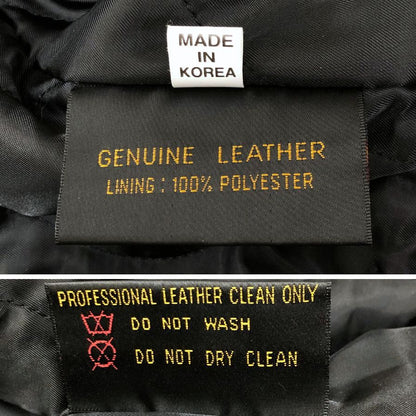 MADE
IN
KOREA
GENUINE LEATHER
LINING : 100% POLYESTER
PROFESSIONAL LEATHER CLEAN ONLY
DO NOT WASH
DO NOT DRY CLEAN